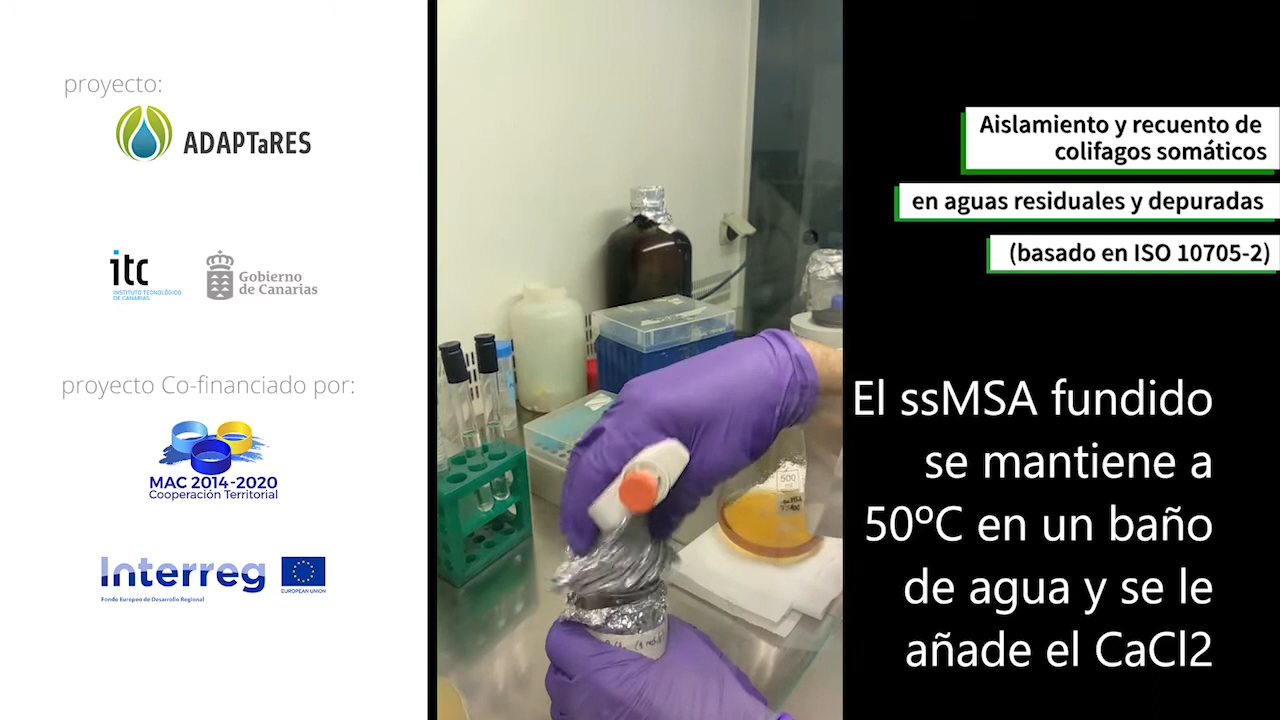 proyecto:
ADAPTaRES
itc
INSTITUTO TECNOLÓGICO
DE CANARIAS
Gobierno
de Canarias
proyecto Co-financiado por:
MAC 2014-2020
Cooperación Territorial
Interreg
Fondo Europeo de Desarrollo Regional
EUROPEAN UNION
500
Aislamiento y recuento de
colifagos somáticos
en aguas residuales y depuradas
(basado en ISO 10705-2)
El ssMSA fundido
se mantiene a
50ºC en un baño
de agua y se le
añade el CaCl2